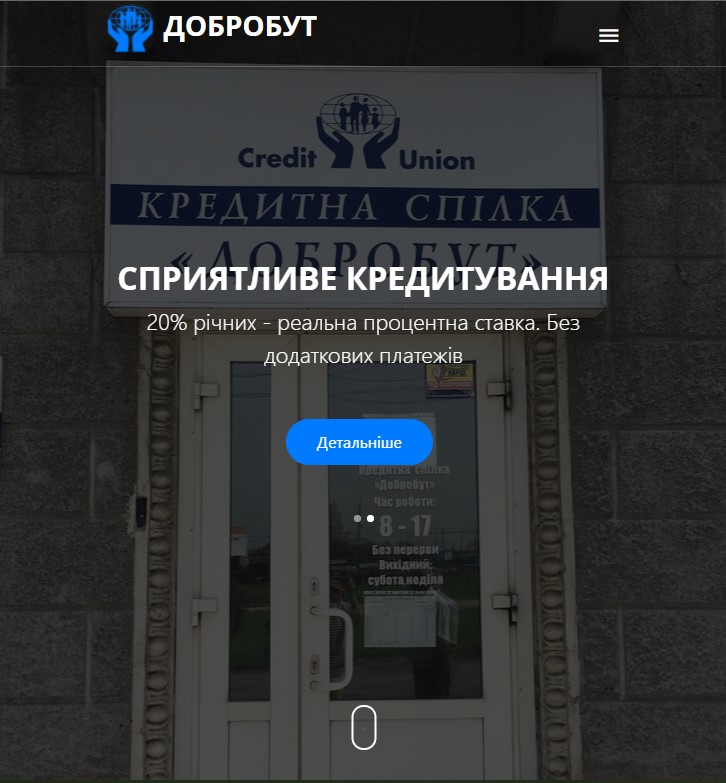 ДОБРОБУТ
Credit Union
КРЕДИТНА СПІЛКА
«ДОБРОБУТ»
СПРИЯТЛИВЕ КРЕДИТУВАННЯ
20% річних - реальна процентна ставка. Без
додаткових платежів
Детальніше
Кредитна спілка
«Добробут»
Час роботи:
8 - 17
Без перерви
Вихідний:
субота,неділя